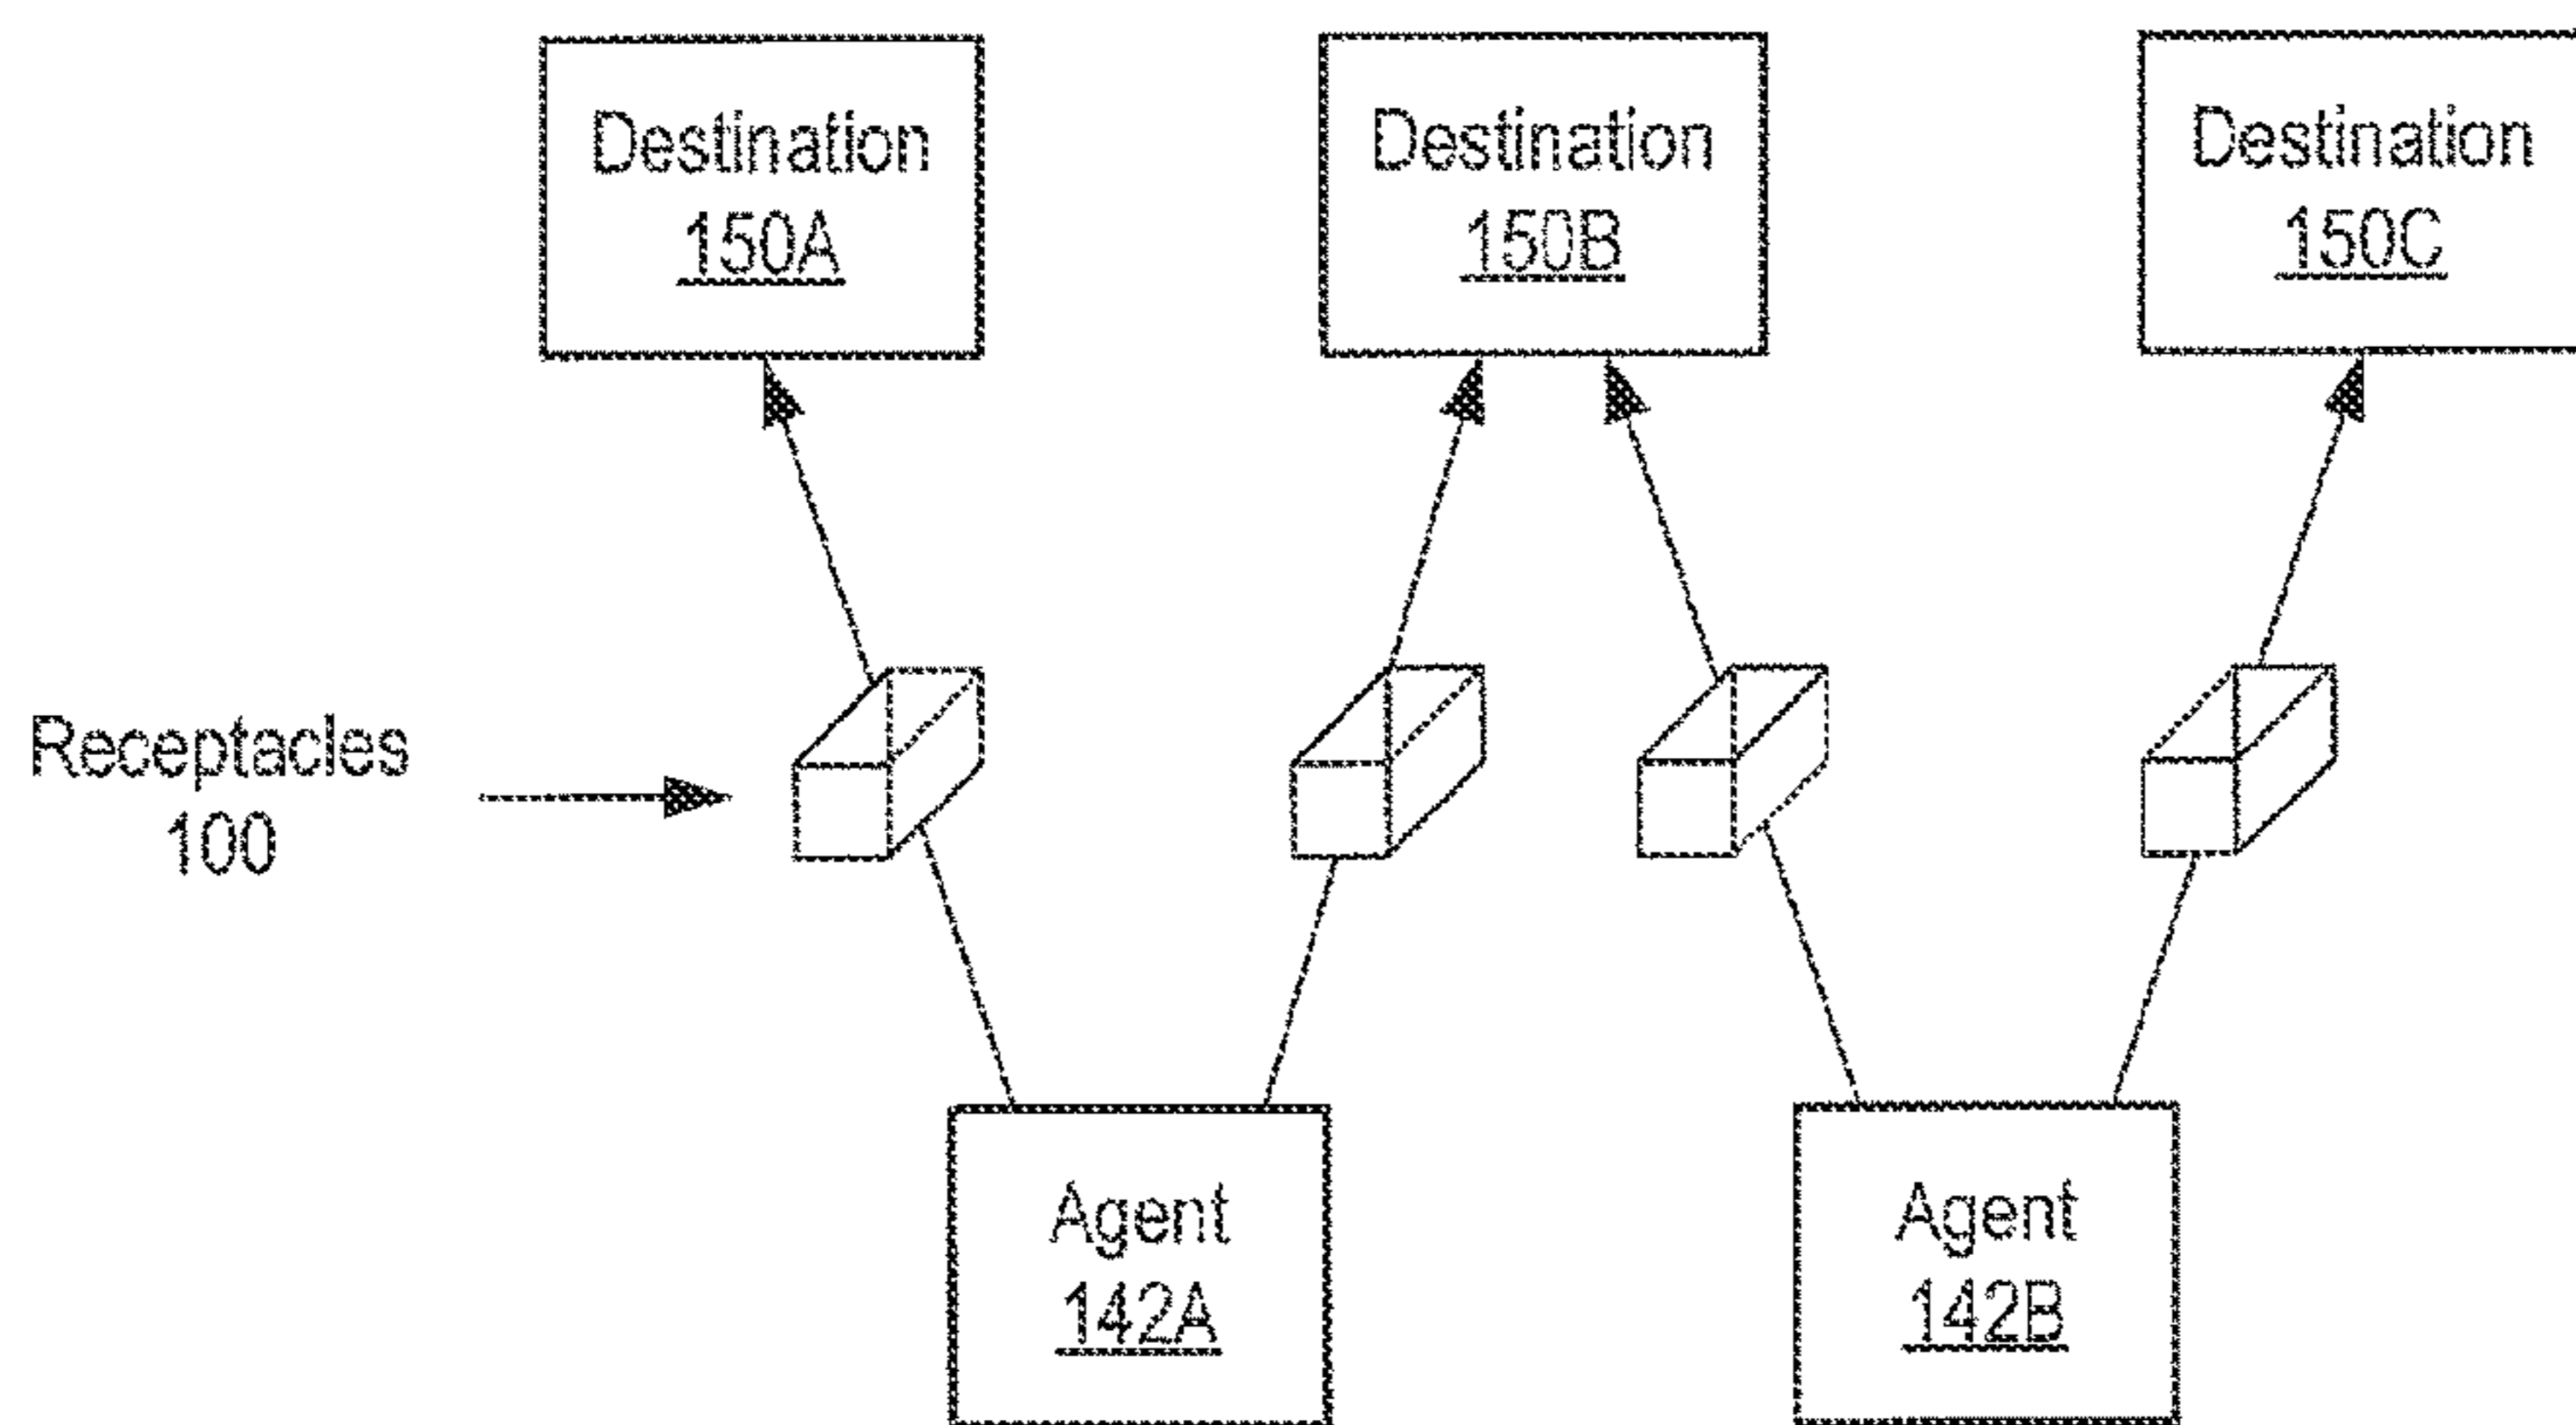 Destination
150A
Destination
150B
Destination
150C
Receptacles
100
Agent
142A
Agent
142B